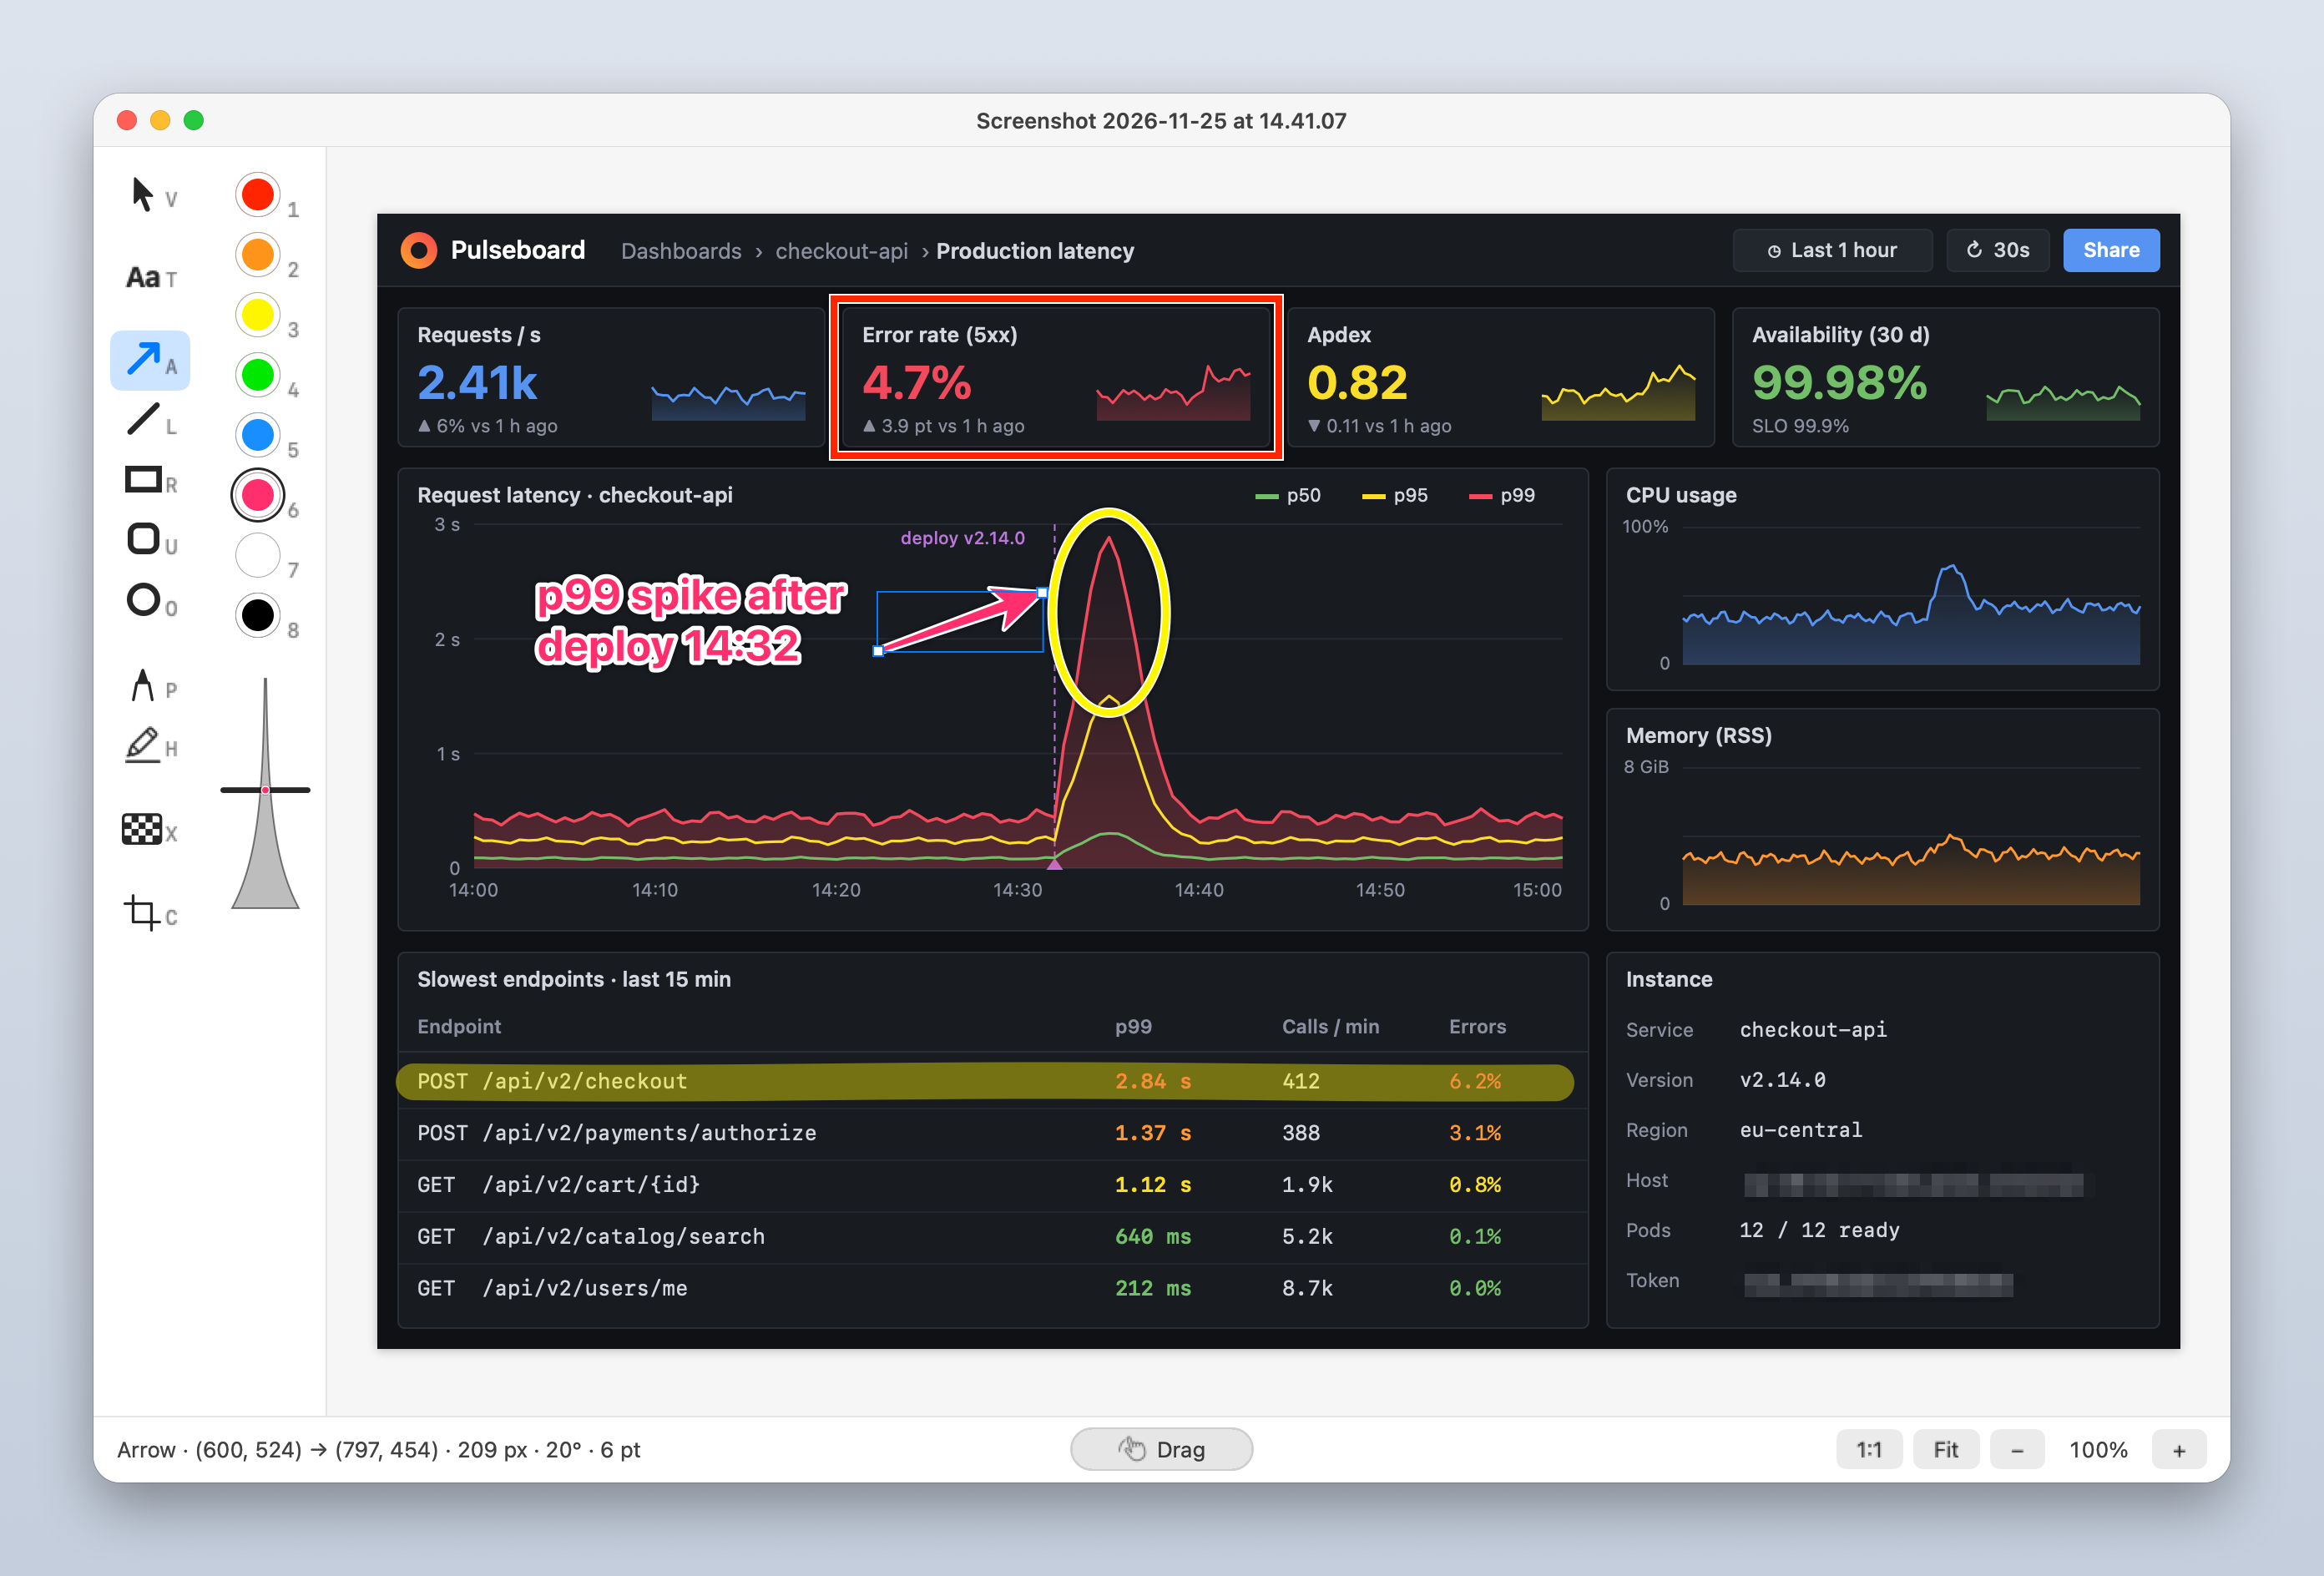 Screenshot 2026-11-25 at 14.41.07
V
Aa T
A
L
R
U
O
P
H
X
C
1
2
3
4
5
6
7
8
Pulseboard Dashboards › checkout-api › Production latency
Last 1 hour
30s
Share
Requests / s
2.41k
▲ 6% vs 1 h ago
Error rate (5xx)
4.7%
▲ 3.9 pt vs 1 h ago
Apdex
0.82
▼ 0.11 vs 1 h ago
Availability (30 d)
99.98%
SLO 99.9%
Request latency · checkout-api
p50 p95 p99
3 s
2 s
1 s
0
deploy v2.14.0
p99 spike after
deploy 14:32
14:00 14:10 14:20 14:30 14:40 14:50 15:00
CPU usage
100%
0
Memory (RSS)
8 GiB
0
Slowest endpoints · last 15 min
Endpoint p99 Calls / min Errors
POST /api/v2/checkout 2.84 s 412 6.2%
POST /api/v2/payments/authorize 1.37 s 388 3.1%
GET /api/v2/cart/{id} 1.12 s 1.9k 0.8%
GET /api/v2/catalog/search 640 ms 5.2k 0.1%
GET /api/v2/users/me 212 ms 8.7k 0.0%
Instance
Service checkout-api
Version v2.14.0
Region eu-central
Host
Pods 12 / 12 ready
Token
Arrow · (600, 524) → (797, 454) · 209 px · 20° · 6 pt
Drag
1:1
Fit
−
100%
+